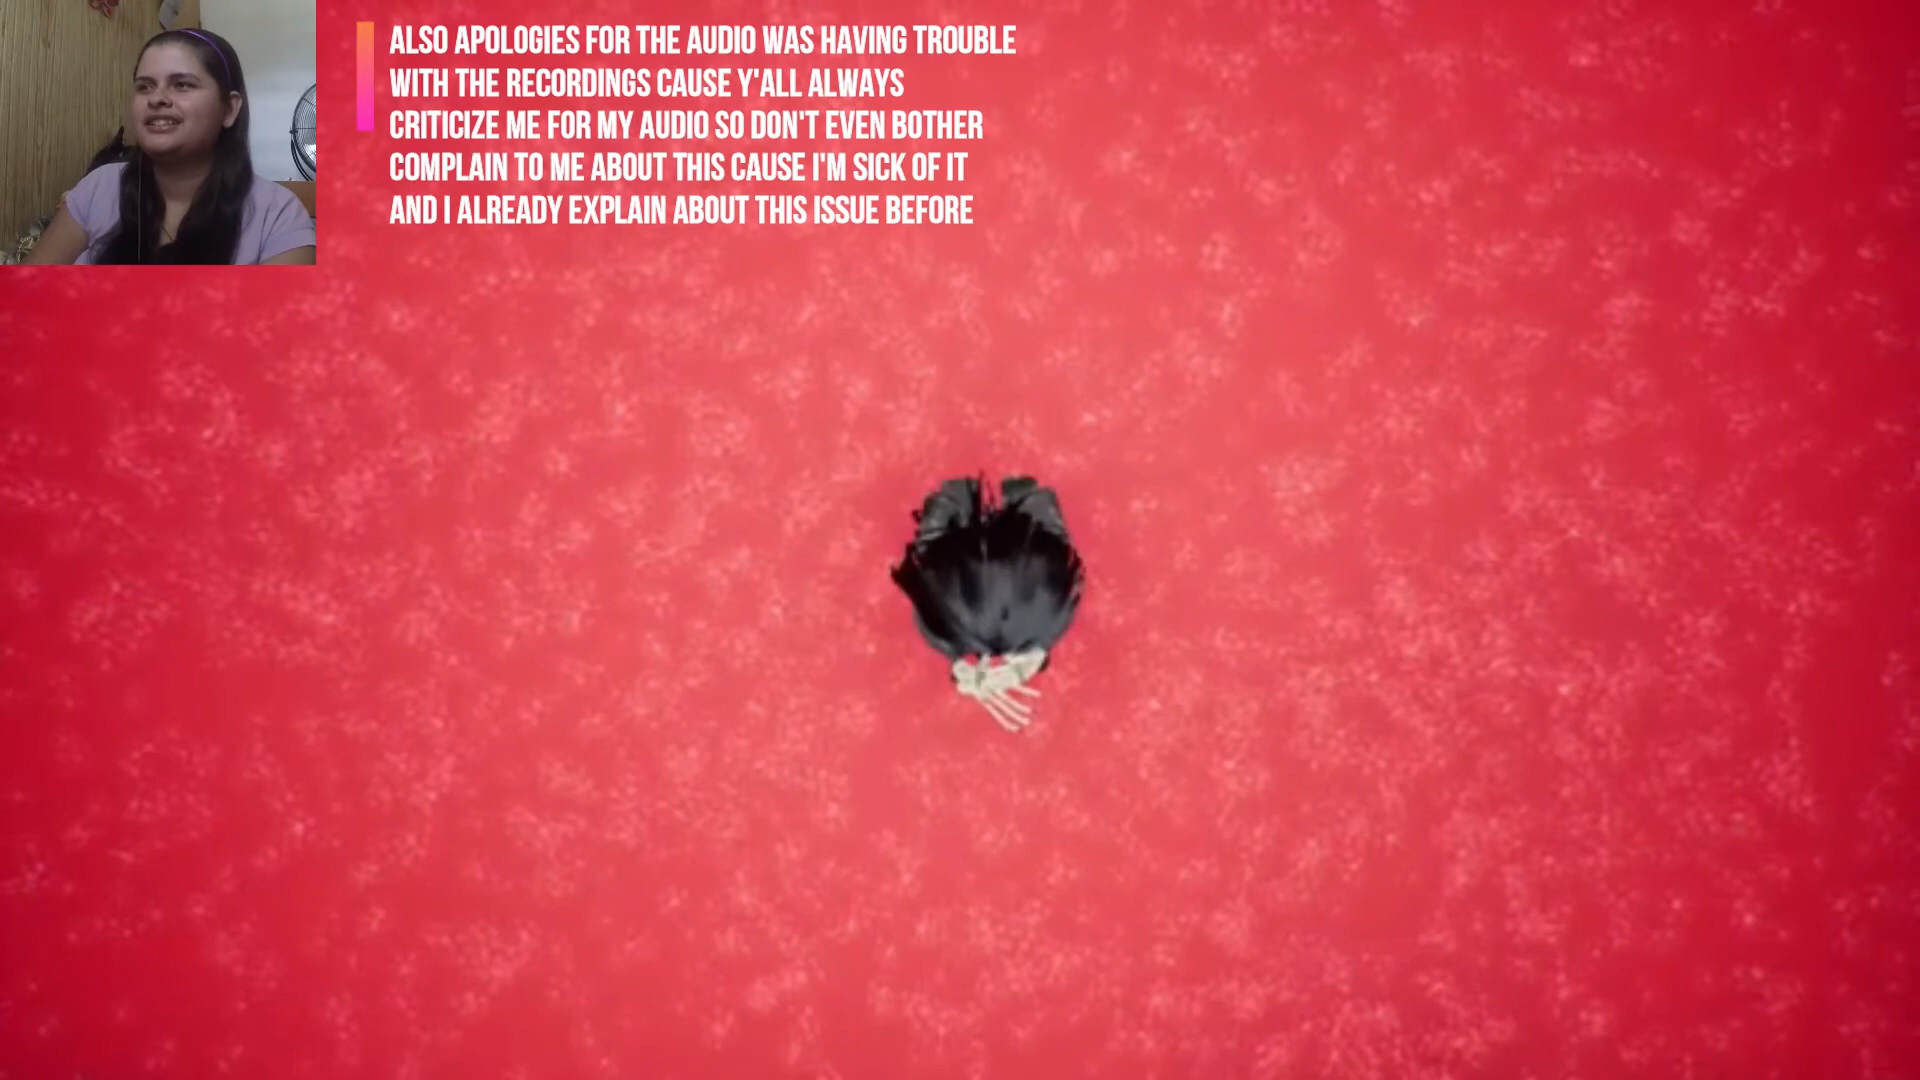 ALSO APOLOGIES FOR THE AUDIO WAS HAVING TROUBLE
WITH THE RECORDINGS CAUSE Y'ALL ALWAYS
CRITICIZE ME FOR MY AUDIO SO DON'T EVEN BOTHER
COMPLAIN TO ME ABOUT THIS CAUSE I'M SICK OF IT
AND I ALREADY EXPLAIN ABOUT THIS ISSUE BEFORE